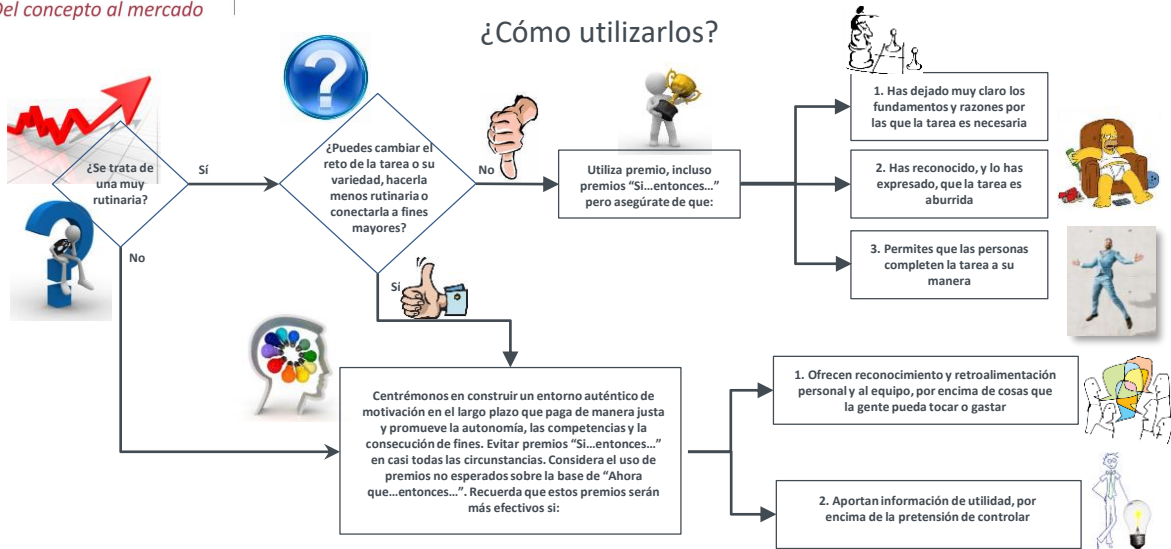 Del concepto al mercado
¿Cómo utilizarlos?
¿Se trata de
una muy
rutinaria?
Sí
No
¿Puedes cambiar el
reto de la tarea o su
variedad, hacerla
menos rutinaria o
conectarla a fines
mayores?
No
Sí
Utiliza premio, incluso
premios “Si...entonces...”
pero asegúrate de que:
1. Has dejado muy claro los
fundamentos y razones por
las que la tarea es necesaria
2. Has reconocido, y lo has
expresado, que la tarea es
aburrida
3. Permites que las personas
completen la tarea a su
manera
Centrémonos en construir un entorno auténtico de
motivación en el largo plazo que paga de manera justa
y promueve la autonomía, las competencias y la
consecución de fines. Evitar premios “Si...entonces...”
en casi todas las circunstancias. Considera el uso de
premios no esperados sobre la base de “Ahora
que...entonces...”. Recuerda que estos premios serán
más efectivos si:
1. Ofrecen reconocimiento y retroalimentación
personal y al equipo, por encima de cosas que
la gente pueda tocar o gastar
2. Aportan información de utilidad, por
encima de la pretensión de controlar